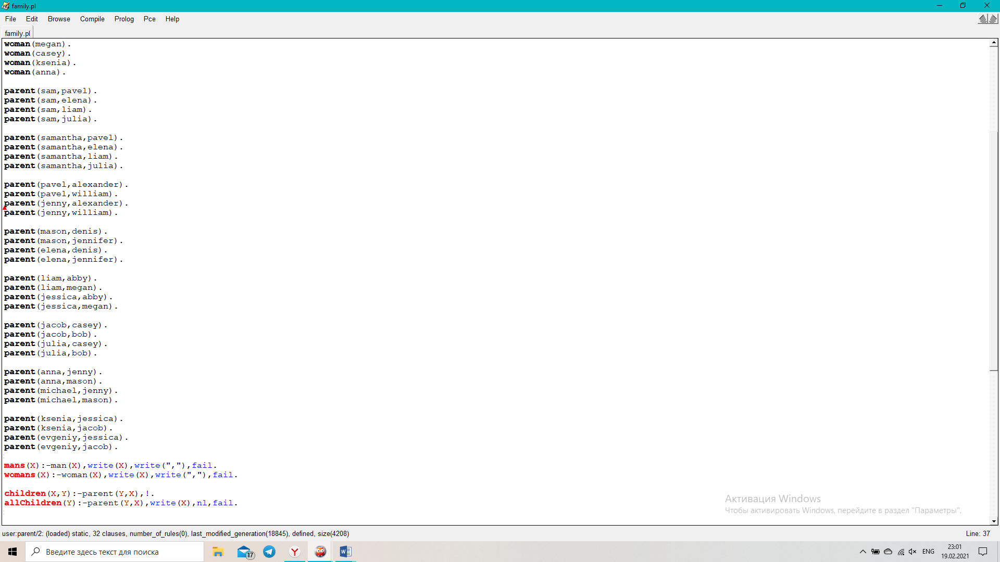 family.pl
File Edit Browse Compile Prolog Pce Help
family.pl
woman(megan).
woman(casey).
woman(ksenia).
woman(anna).
parent(sam,pavel).
parent(sam,elena).
parent(sam,liam).
parent(sam,julia).
parent(samantha,pavel).
parent(samantha,elena).
parent(samantha,liam).
parent(samantha,julia).
parent(pavel,alexander).
parent(pavel,william).
parent(jenny,alexander).
parent(jenny,william).
parent(mason,denis).
parent(mason,jennifer).
parent(elena,denis).
parent(elena,jennifer).
parent(liam,abby).
parent(liam,megan).
parent(jessica,abby).
parent(jessica,megan).
parent(jacob,casey).
parent(jacob,bob).
parent(julia,casey).
parent(julia,bob).
parent(anna,jenny).
parent(anna,mason).
parent(michael,jenny).
parent(michael,mason).
parent(ksenia,jessica).
parent(ksenia,jacob).
parent(evgeniy,jessica).
parent(evgeniy,jacob).
mans(X):-man(X),write(X),write(","),fail.
womans(X):-woman(X),write(X),write(","),fail.
children(X,Y):-parent(Y,X),!.
allChildren(Y):-parent(Y,X),write(X),nl,fail.
Активация Windows
Чтобы активировать Windows, перейдите в раздел "Параметры".
user:parent/2: (loaded) static, 32 clauses, number_of_rules(0), last_modified_generation(18845), defined, size(4208)
Line: 37
Введите здесь текст для поиска
17
ENG
23:01
19.02.2021